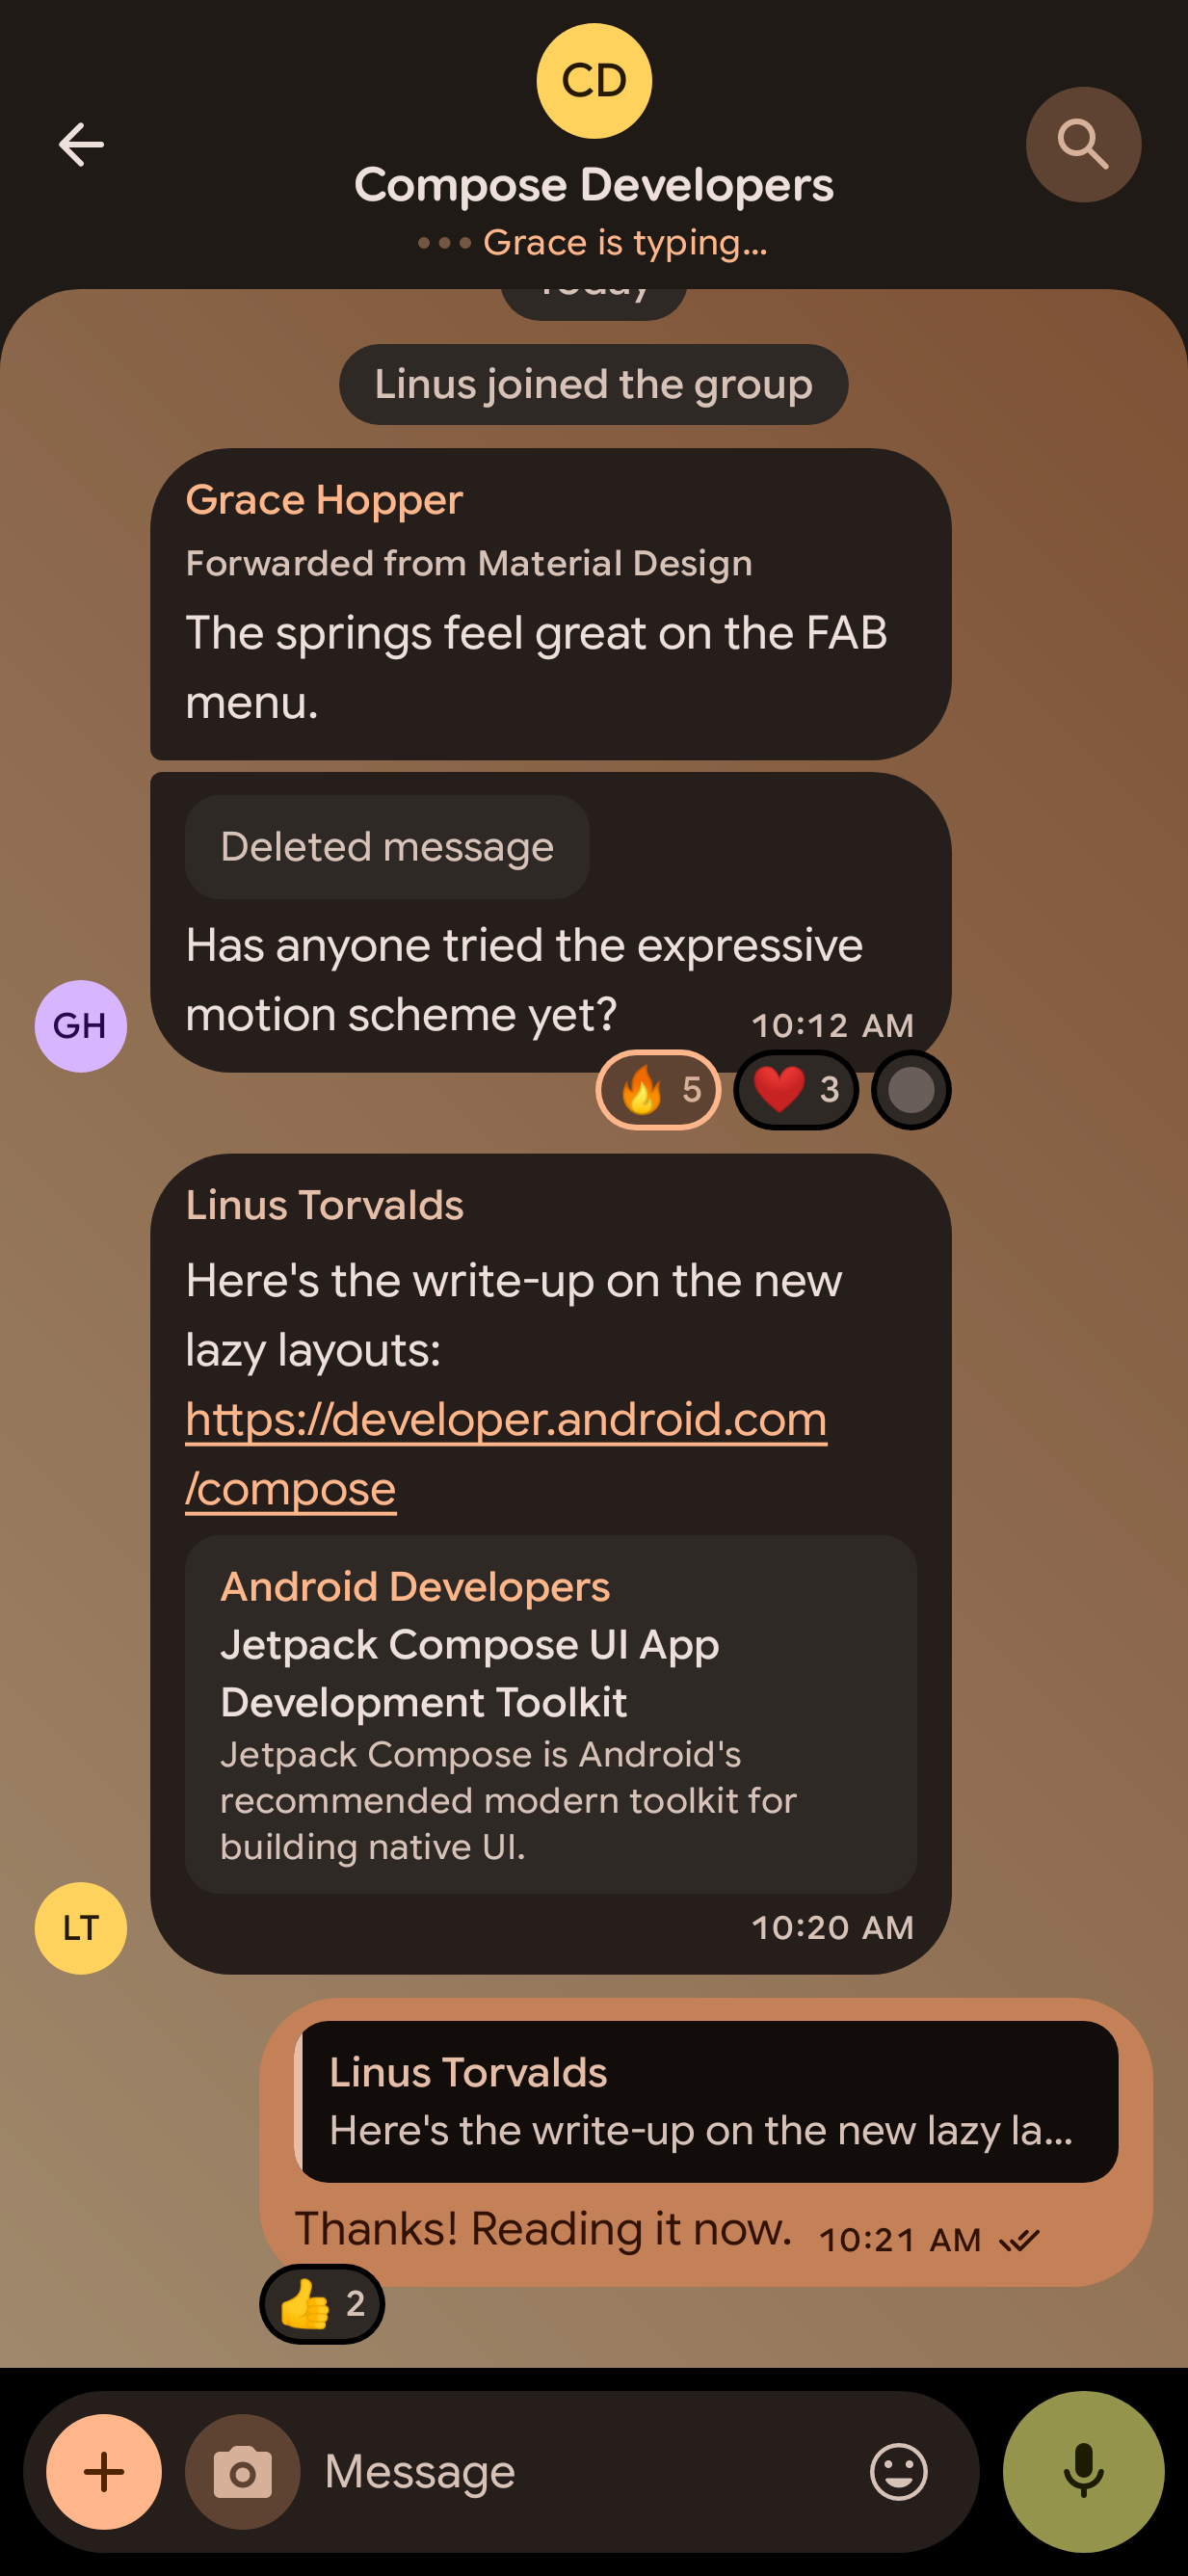 CD
Compose Developers
Grace is typing...
Today
Linus joined the group
Grace Hopper
Forwarded from Material Design
The springs feel great on the FAB
menu.
Deleted message
Has anyone tried the expressive
motion scheme yet?
10:12 AM
GH
5
3
Linus Torvalds
Here's the write-up on the new
lazy layouts:
https://developer.android.com
/compose
Android Developers
Jetpack Compose UI App
Development Toolkit
Jetpack Compose is Android's
recommended modern toolkit for
building native UI.
10:20 AM
LT
Linus Torvalds
Here's the write-up on the new lazy la...
Thanks! Reading it now.
10:21 AM
2
Message